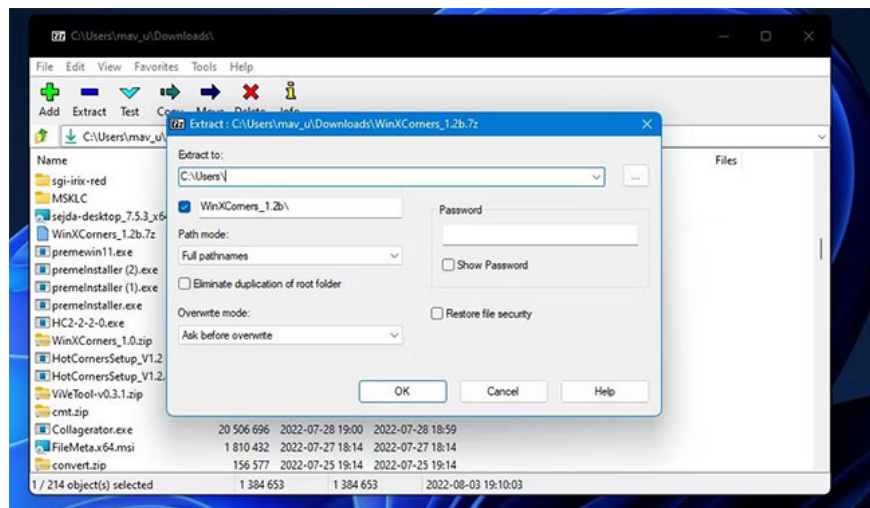 C:\Users\mav_u\Downloads\
File Edit View Favorites Tools Help
Add Extract Test Copy Move Delete Info
Extract : C:\Users\mav_u\Downloads\WinXCorners_1.2b.7z
C:\Users\mav_u\
Name
Files
Extract to:
C:\Users\
...
WinXCorners_1.2b\
Password
Path mode:
Full pathnames
Show Password
Eliminate duplication of root folder
Overwrite mode:
Restore file security
Ask before overwrite
OK Cancel Help
sgi-irix-red
MSKLC
sejda-desktop_7.5.3_x64
WinXCorners_1.2b.7z
premewin11.exe
premeInstaller (2).exe
premeInstaller (1).exe
premeInstaller.exe
HC2-2-2-0.exe
WinXCorners_1.0.zip
HotCornersSetup_V1.2
HotCornersSetup_V1.2.
ViVeTool-v0.3.1.zip
cmt.zip
Collagerator.exe 20 506 696 2022-07-28 19:00 2022-07-28 18:59
FileMeta.x64.msi 1 810 432 2022-07-27 18:14 2022-07-27 18:14
convert.zip 156 577 2022-07-25 19:14 2022-07-25 19:14
1 / 214 object(s) selected 1 384 653 1 384 653 2022-08-03 19:10:03